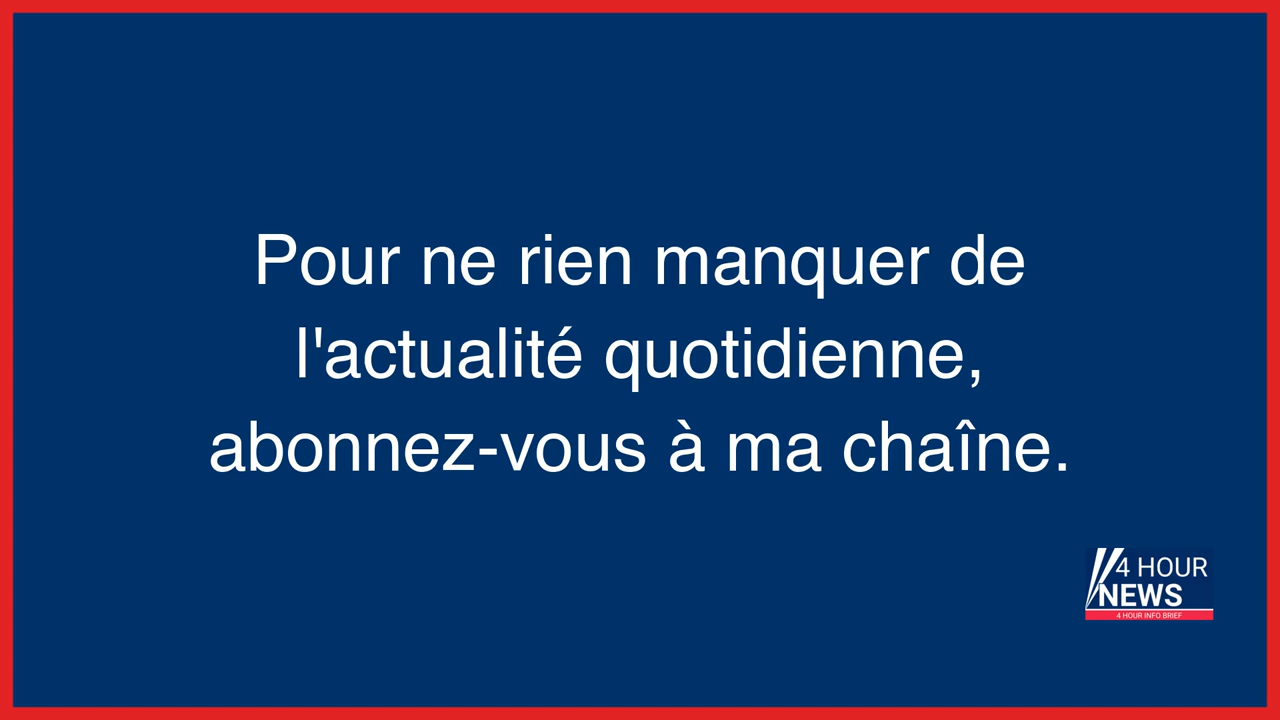 Pour ne rien manquer de
l'actualité quotidienne,
abonnez-vous à ma chaîne.
4 HOUR
NEWS
4 HOUR INFO BRIEF